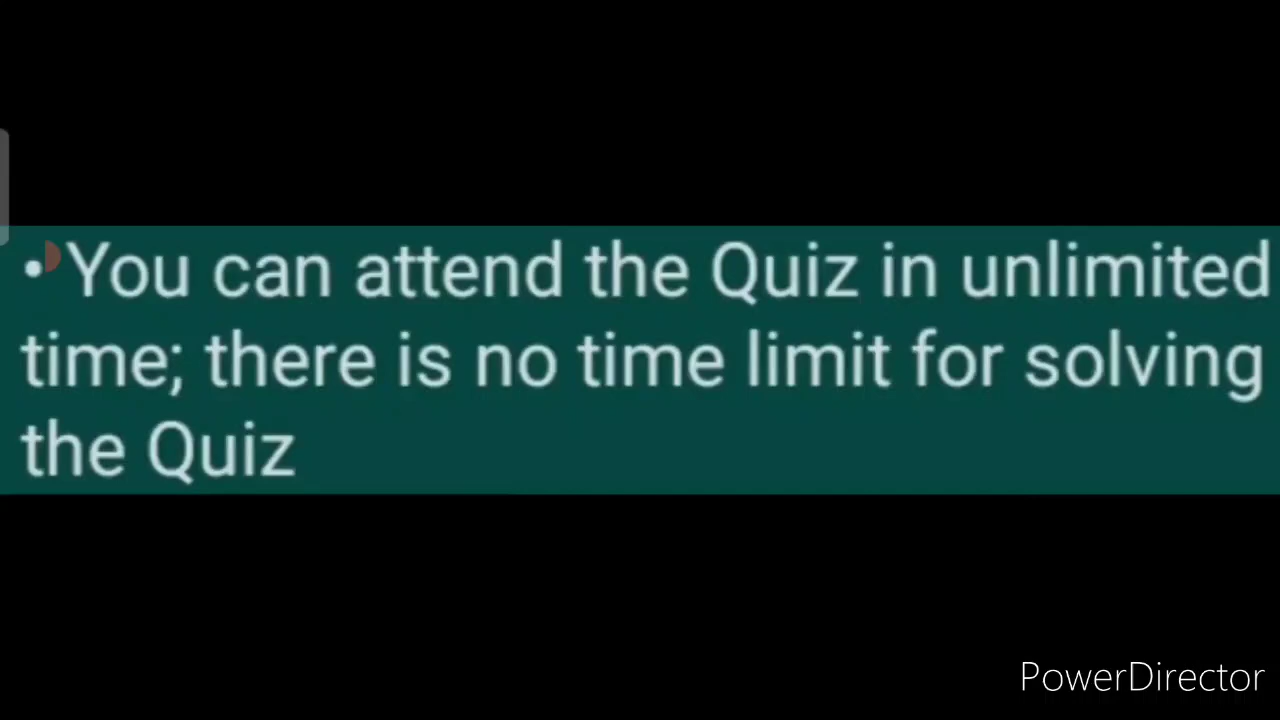 •You can attend the Quiz in unlimited
time; there is no time limit for solving
the Quiz
PowerDirector